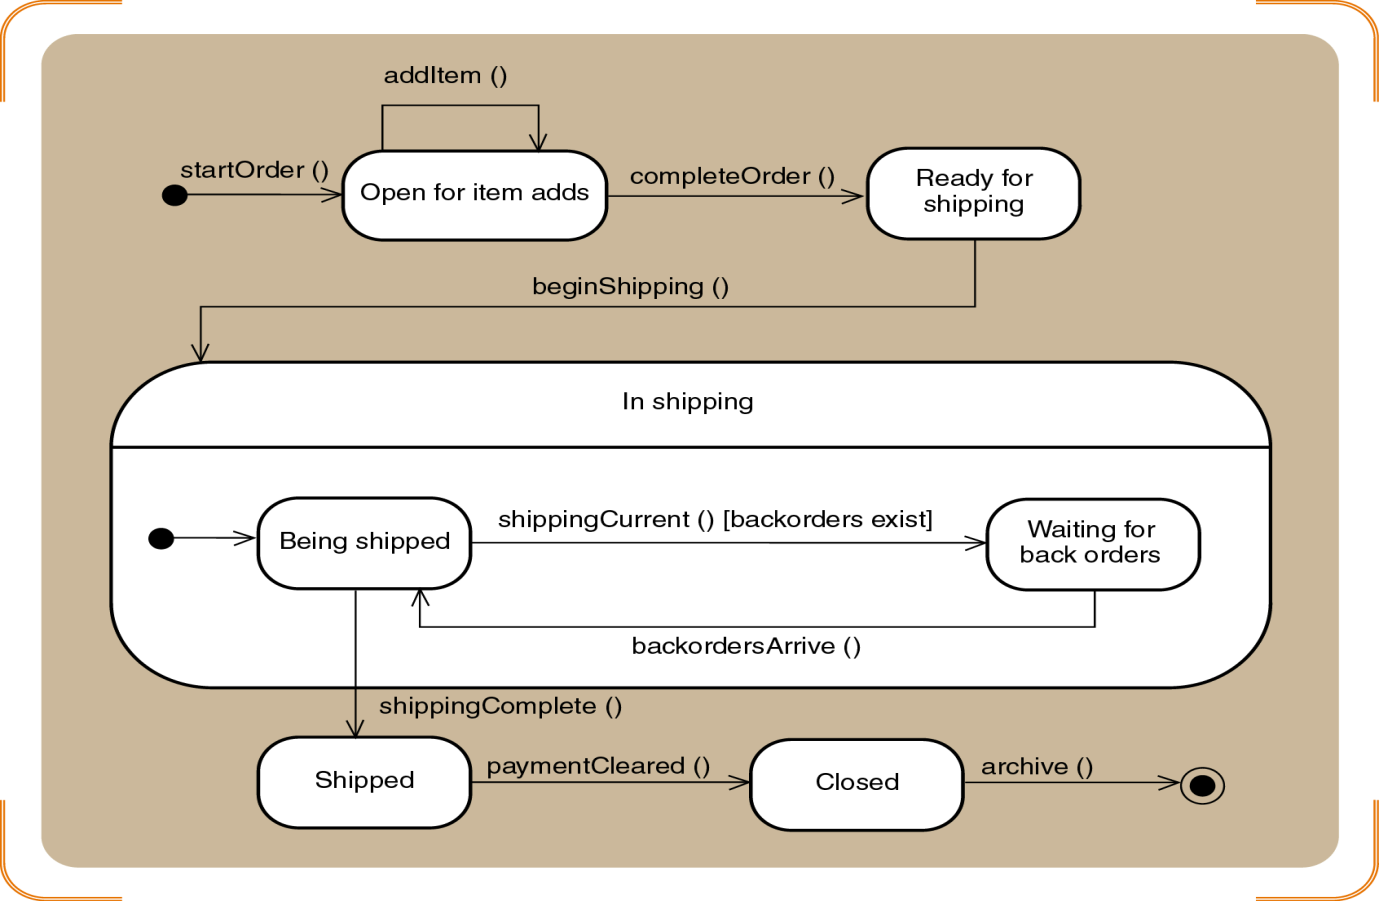 addItem ()
startOrder ()
Open for item adds
completeOrder ()
Ready for
shipping
beginShipping ()
In shipping
Being shipped
shippingCurrent () [backorders exist]
Waiting for
back orders
backordersArrive ()
shippingComplete ()
Shipped
paymentCleared ()
Closed
archive ()